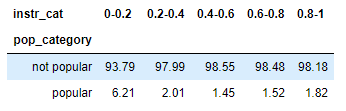 instr_cat 0-0.2 0.2-0.4 0.4-0.6 0.6-0.8 0.8-1
pop_category
not popular 93.79 97.99 98.55 98.48 98.18
popular 6.21 2.01 1.45 1.52 1.82